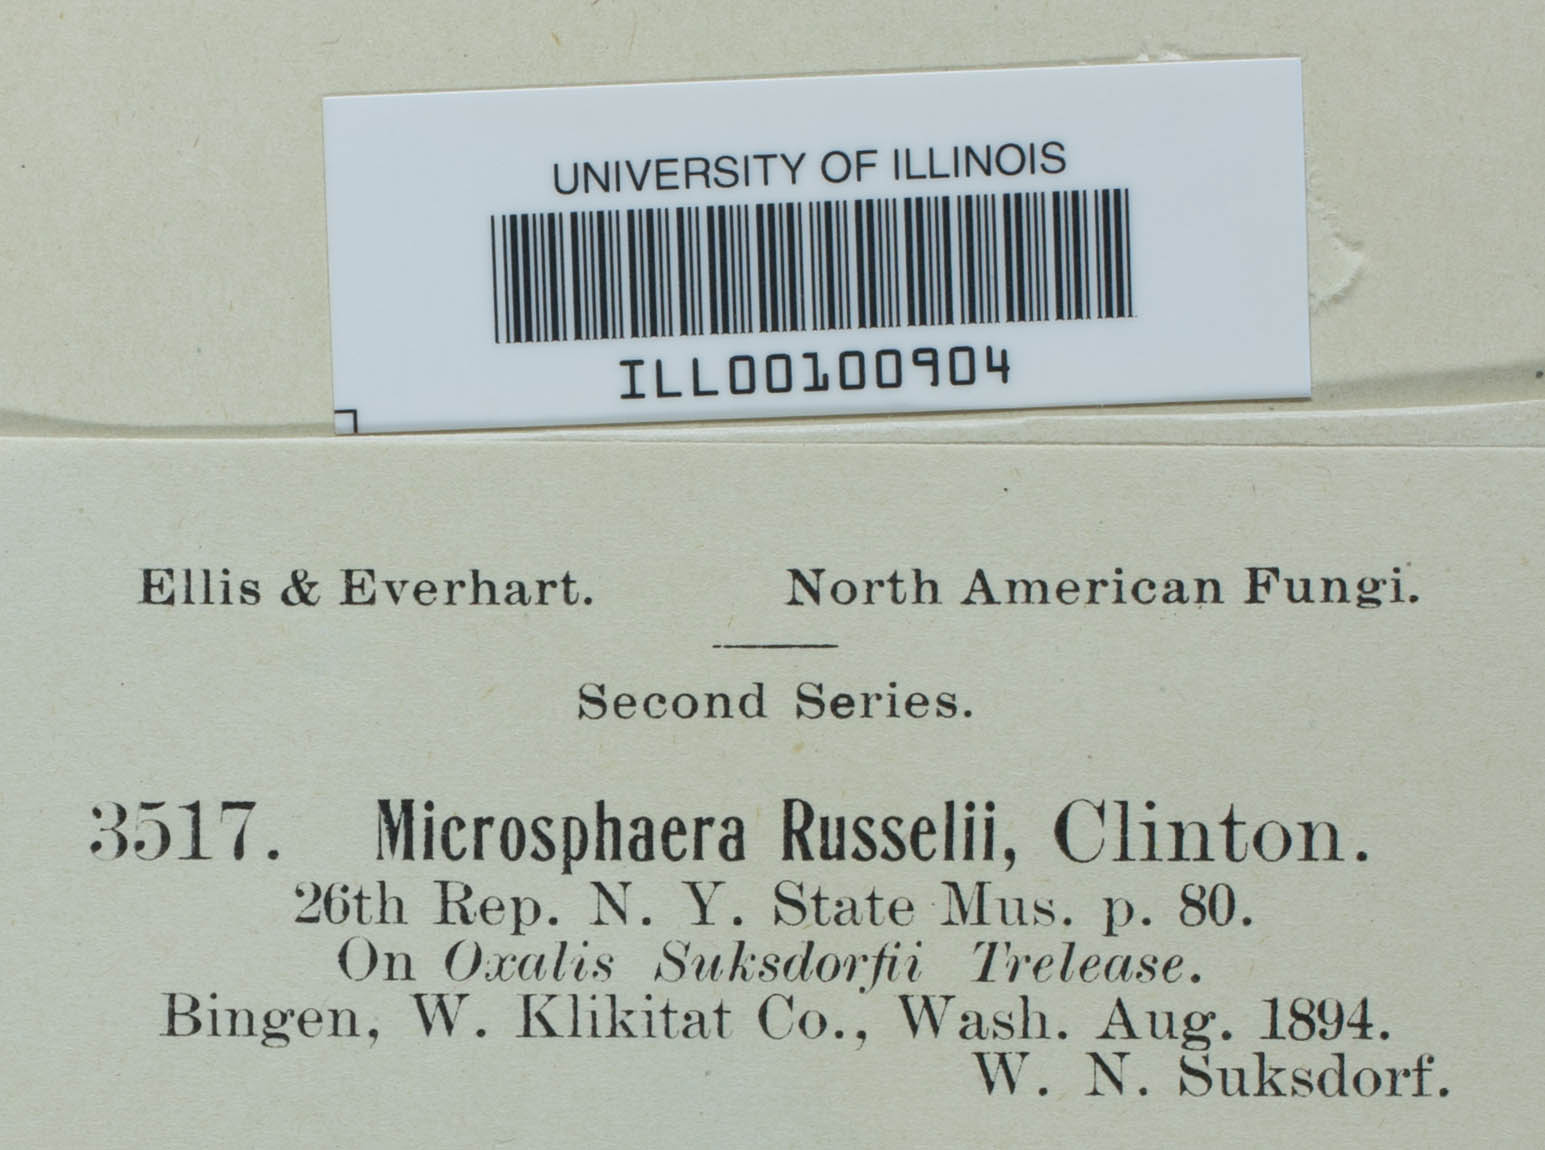 UNIVERSITY OF ILLINOIS
ILL00100904
Ellis & Everhart. North American Fungi.
Second Series.
3517. Microsphaera Russelii, Clinton.
26th Rep. N. Y. State Mus. p. 80.
On Oxalis Suksdorfii Trelease.
Bingen, W. Klikitat Co., Wash. Aug. 1894.
W. N. Suksdorf.